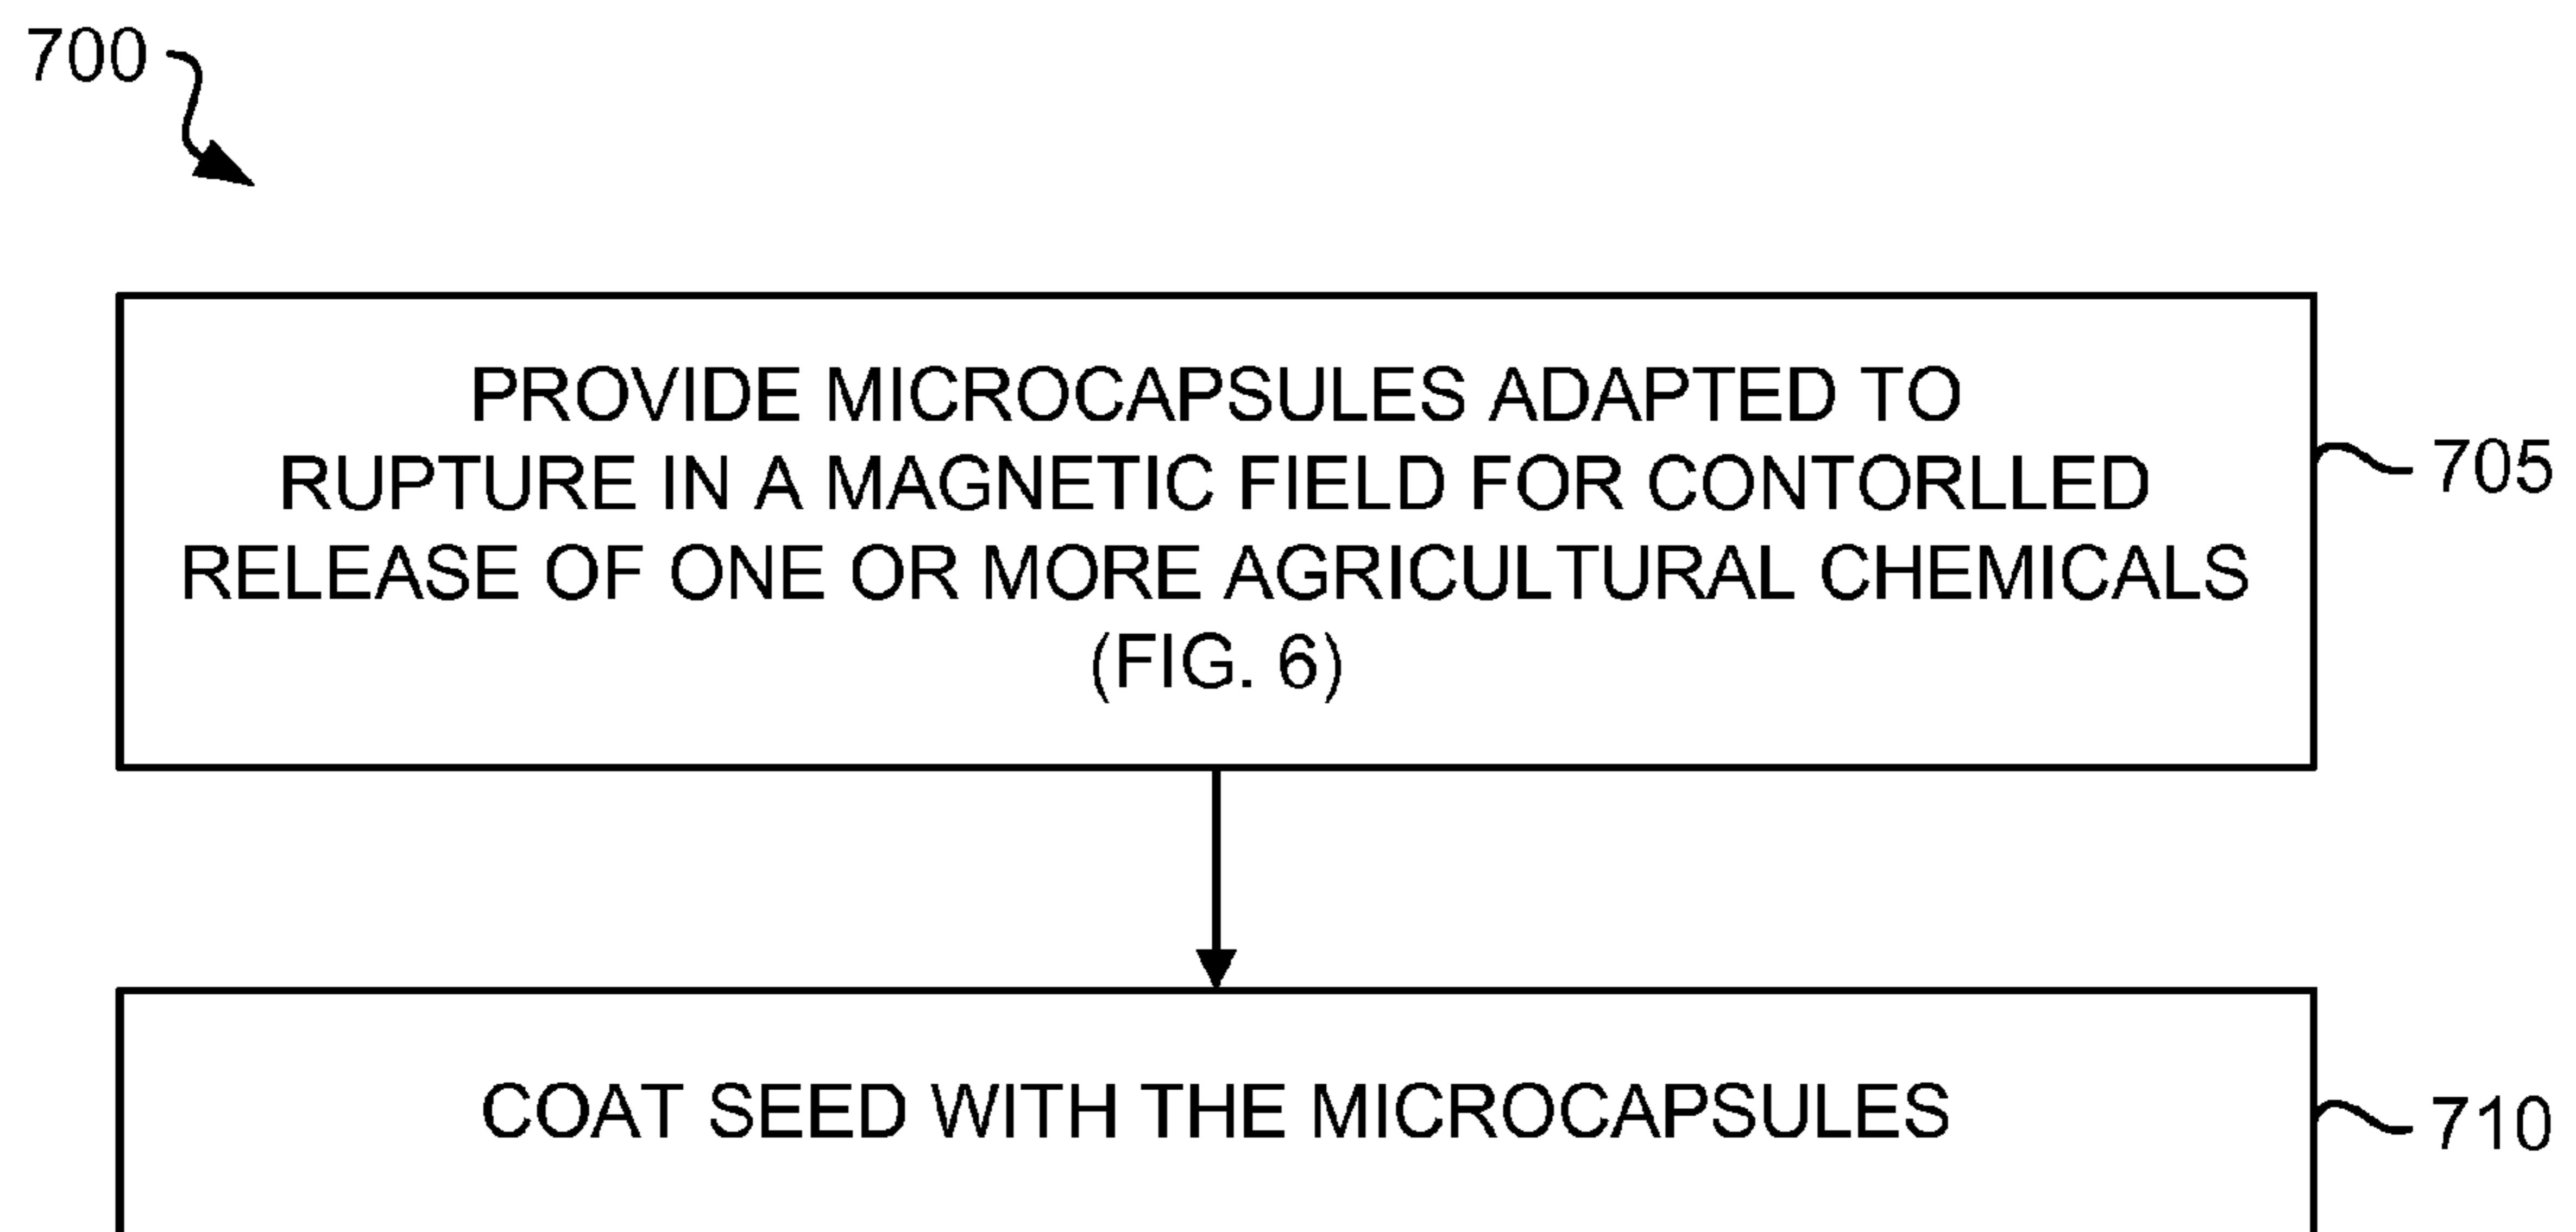 700
PROVIDE MICROCAPSULES ADAPTED TO
RUPTURE IN A MAGNETIC FIELD FOR CONTORLLED
RELEASE OF ONE OR MORE AGRICULTURAL CHEMICALS
(FIG. 6)
705
COAT SEED WITH THE MICROCAPSULES
710